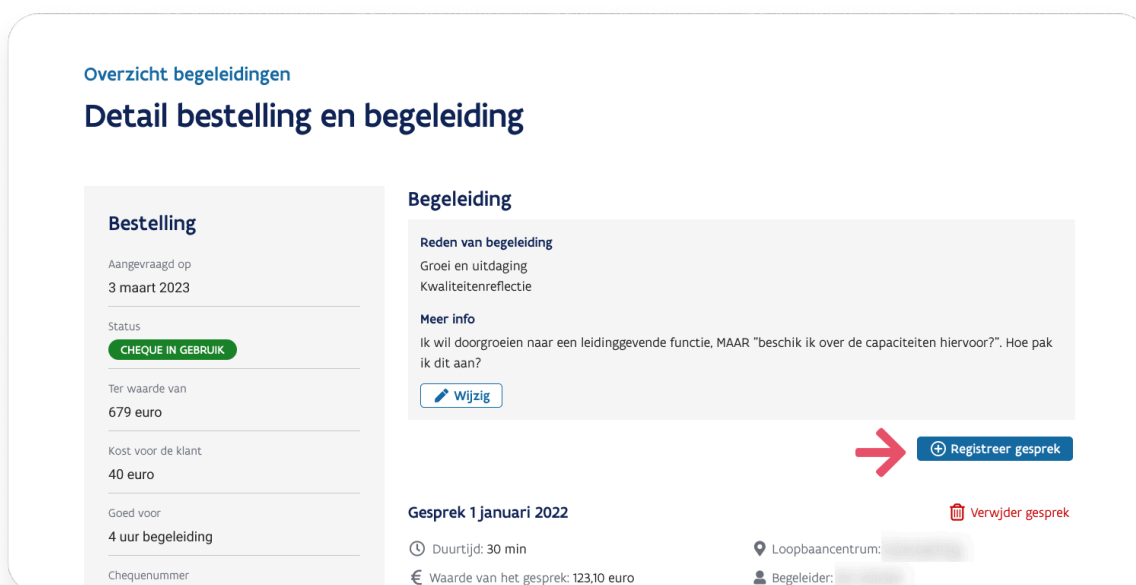 Overzicht begeleidingen
Detail bestelling en begeleiding
Bestelling
Aangevraagd op
3 maart 2023
Status
CHEQUE IN GEBRUIK
Ter waarde van
679 euro
Kost voor de klant
40 euro
Goed voor
4 uur begeleiding
Chequenummer
Begeleiding
Reden van begeleiding
Groei en uitdaging
Kwaliteitenreflectie
Meer info
Ik wil doorgroeien naar een leidinggevende functie, MAAR "beschik ik over de capaciteiten hiervoor?". Hoe pak
ik dit aan?
Wijzig
Registreer gesprek
Gesprek 1 januari 2022
Verwjder gesprek
Duurtijd: 30 min
Loopbaancentrum:
Waarde van het gesprek: 123,10 euro
Begeleider: